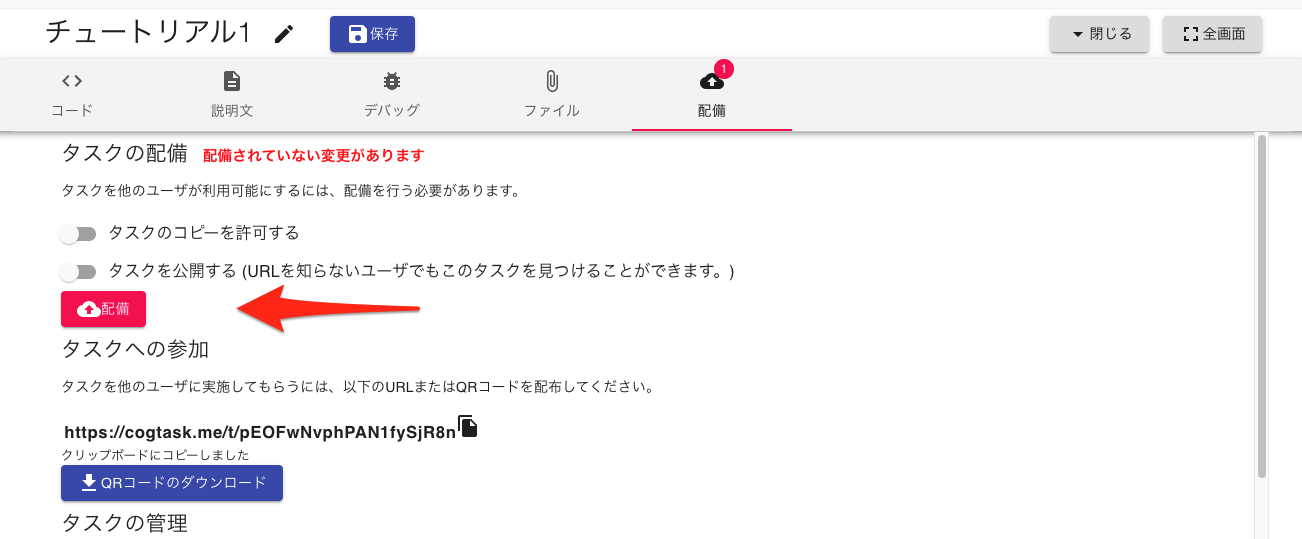 チュートリアル1
保存
閉じる
全画面
コード
説明文
デバッグ
ファイル
1
配備
タスクの配備 配備されていない変更があります
タスクを他のユーザが利用可能にするには、配備を行う必要があります。
タスクのコピーを許可する
タスクを公開する (URLを知らないユーザでもこのタスクを見つけることができます。)
配備
タスクへの参加
タスクを他のユーザに実施してもらうには、以下のURLまたはQRコードを配布してください。
https://cogtask.me/t/pEOFwNvphPAN1fySjR8n
クリップボードにコピーしました
QRコードのダウンロード
タスクの管理